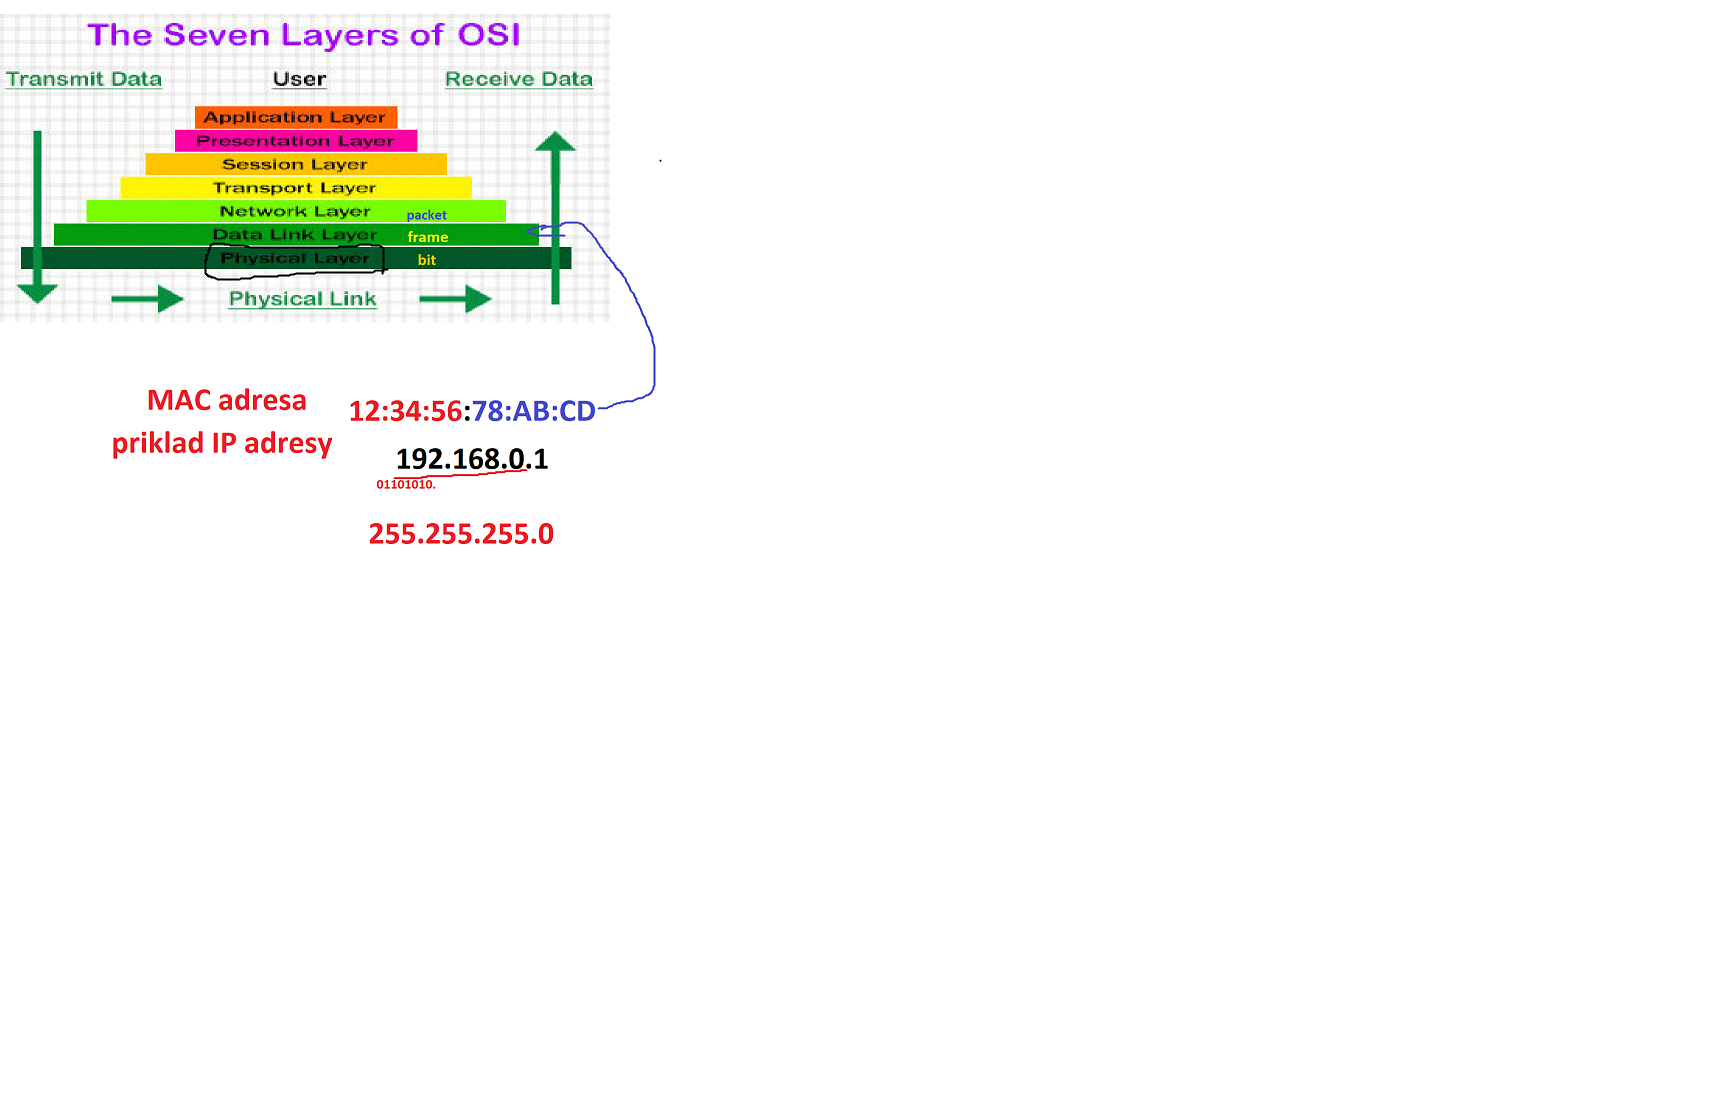 The Seven Layers of OSI
Transmit Data User Receive Data
Application Layer
Presentation Layer
Session Layer
Transport Layer
Network Layer packet
Data Link Layer frame
Physical Layer bit
Physical Link
MAC adresa 12:34:56:78:AB:CD
priklad IP adresy 192.168.0.1
01101010.
255.255.255.0